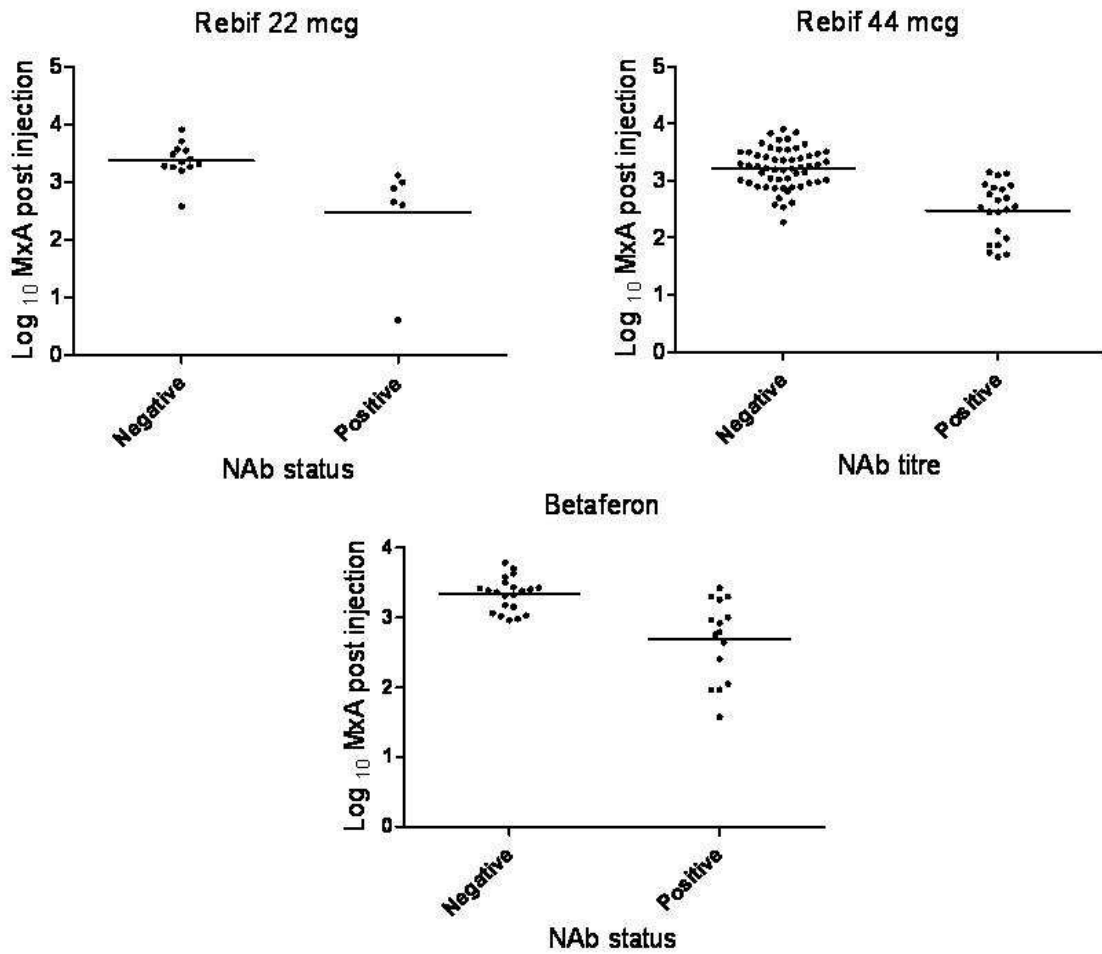 Rebif 22 mcg
Log 10 MxA post injection
5
4
3
2
1
0
Negative
Positive
NAb status
Rebif 44 mcg
Log 10 MxA post injection
5
4
3
2
1
0
Negative
Positive
NAb titre
Betaferon
Log 10 MxA post injection
4
3
2
1
0
Negative
Positive
NAb status